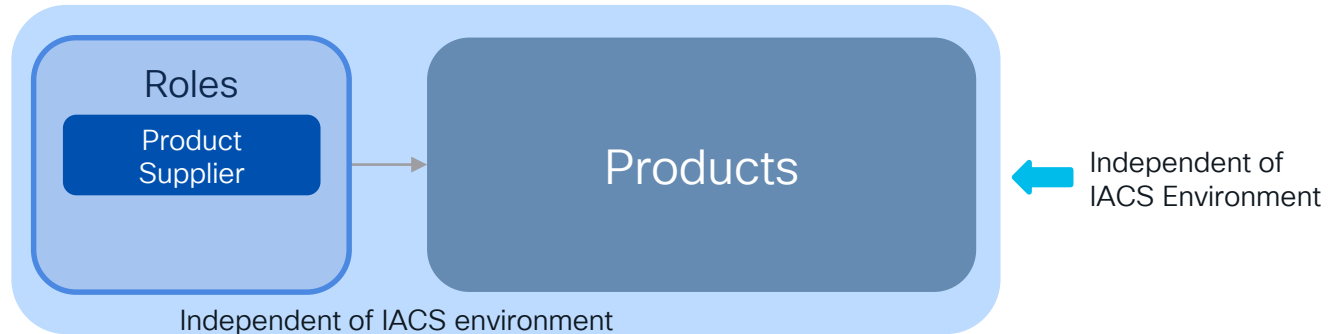 Roles
Product
Supplier
Products
Independent of
IACS Environment
Independent of IACS environment